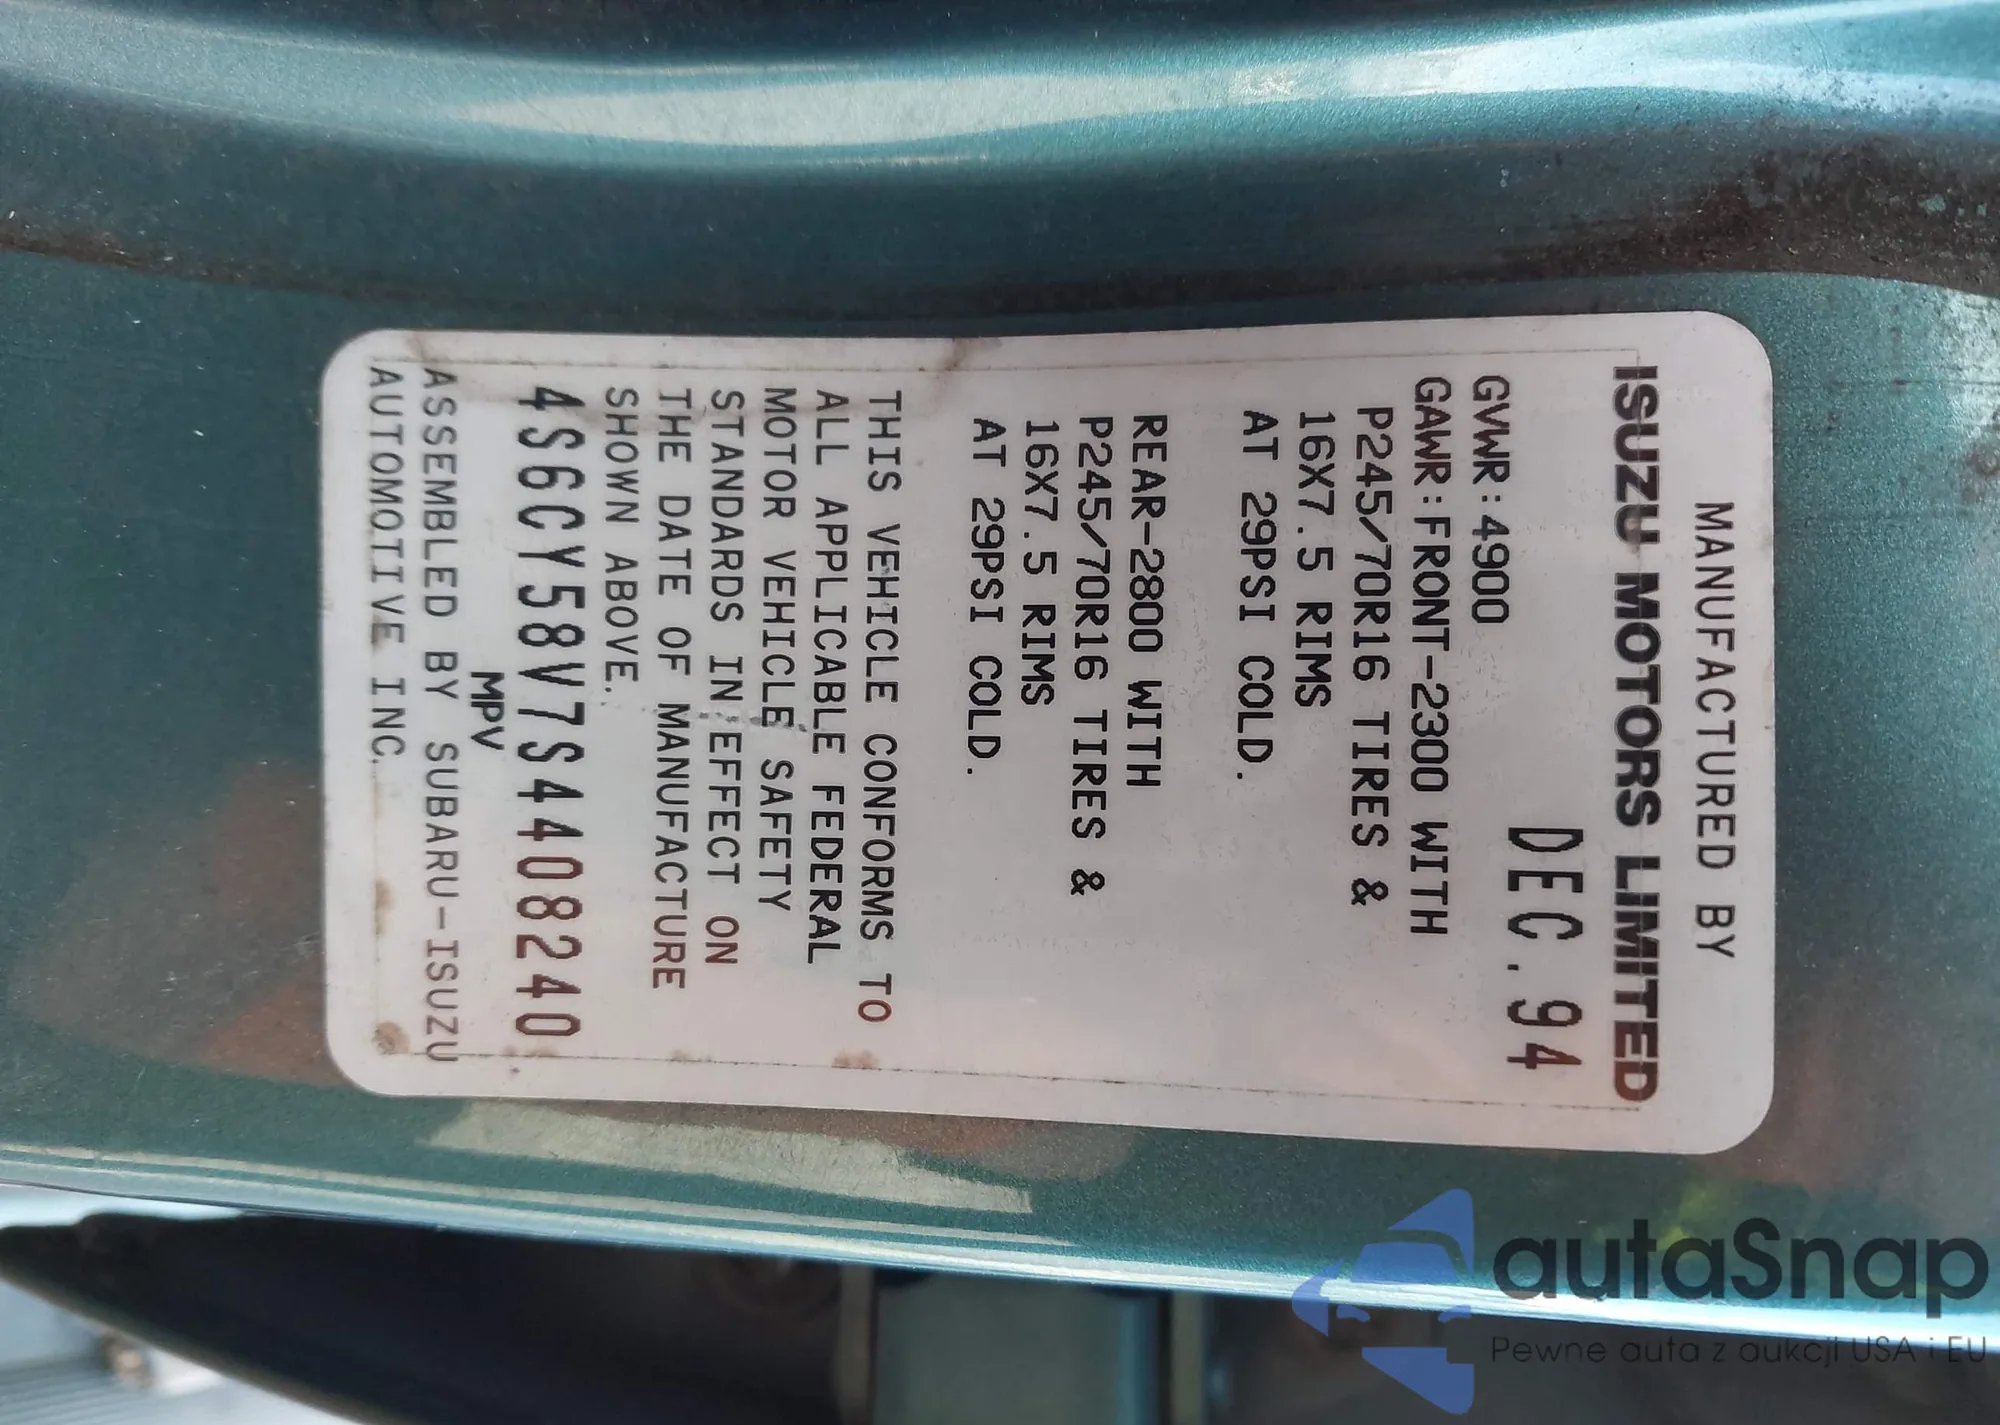 MANUFACTURED BY
ISUZU MOTORS LIMITED
DEC.94
GVWR:4900
GAWR:FRONT-2300 WITH
P245/70R16 TIRES &
16X7.5 RIMS
AT 29PSI COLD.
REAR-2800 WITH
P245/70R16 TIRES &
16X7.5 RIMS
AT 29PSI COLD.
THIS VEHICLE CONFORMS TO
ALL APPLICABLE FEDERAL
MOTOR VEHICLE SAFETY
STANDARDS IN EFFECT ON
THE DATE OF MANUFACTURE
SHOWN ABOVE.
4S6CY58V7S4408240
MPV
ASSEMBLED BY SUBARU-ISUZU
AUTOMOTIVE INC.
autaSnap
Pewne auta z aukcji USA i EU